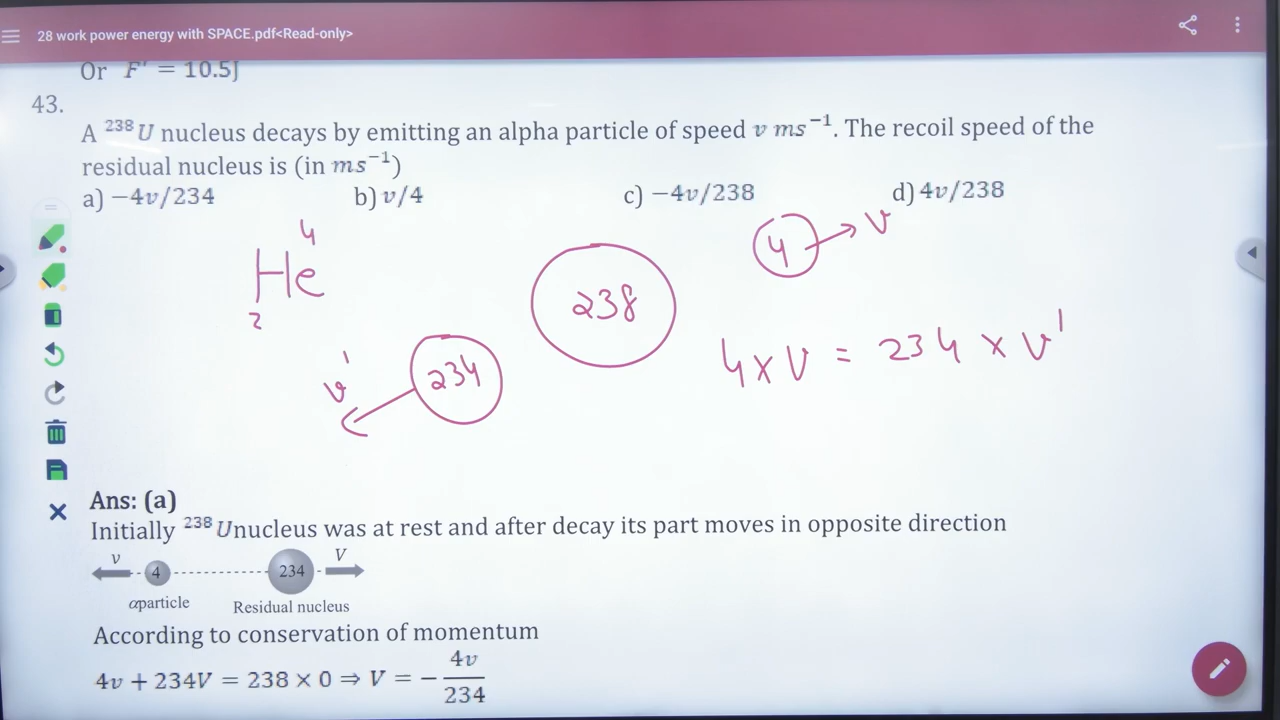 28 work power energy with SPACE.pdf<Read-only>
Or F' = 10.5J
43.
A ²³⁸U nucleus decays by emitting an alpha particle of speed v ms⁻¹. The recoil speed of the
residual nucleus is (in ms⁻¹)
a) −4v/234 b) v/4 c) −4v/238 d) 4v/238
4
He
2
4 v
238
234
v'
4 x v = 234 x v'
Ans: (a)
Initially ²³⁸Unucleus was at rest and after decay its part moves in opposite direction
v 4 234 V
αparticle Residual nucleus
According to conservation of momentum
4v + 234V = 238 × 0 ⇒ V = − 4v/234